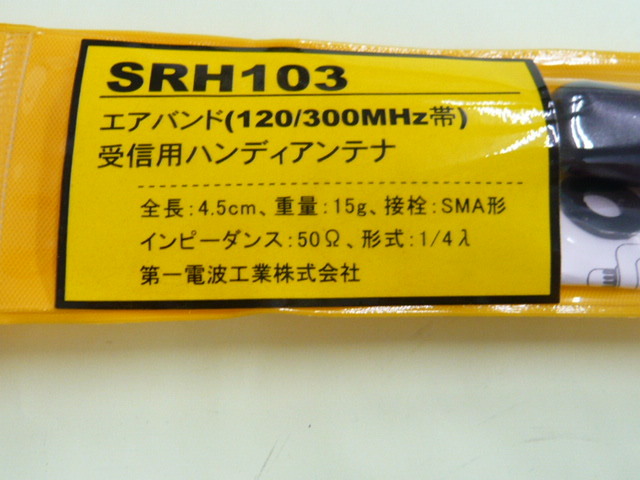 SRH103
エアバンド(120/300MHz帯)
受信用ハンディアンテナ
全長:4.5cm、重量:15g、接栓:SMA形
インピーダンス:50Ω、形式:1/4λ
第一電波工業株式会社